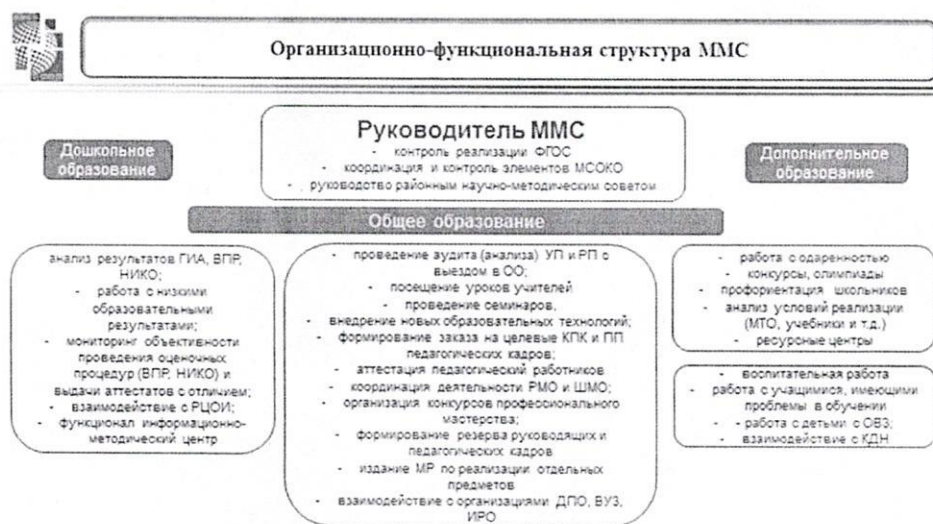 Организационно-функциональная структура ММС
Дошкольное
образование
Руководитель ММС
- контроль реализации ФГОС
- координация и контроль элементов МСОКО
- руководство районным научно-методическим советом
Дополнительное
образование
Общее образование
анализ результатов ГИА, ВПР,
НИКО;
- работа с низкими
образовательными
результатами;
- мониторинг объективности
проведения оценочных
процедур (ВПР, НИКО) и
выдачи аттестатов с отличием;
- взаимодействие с РЦОИ;
- функционал информационно-
методический центр
- проведение аудита (анализа) УП и РП с
выездом в ОО;
- посещение уроков учителей
- проведение семинаров,
- внедрение новых образовательных технологий;
- формирование заказа на целевые КПК и ПП
педагогических кадров;
- аттестация педагогический работников
- координация деятельности РМО и ШМО;
- организация конкурсов профессионального
мастерства;
- формирование резерва руководящих и
педагогических кадров
- издание МР по реализации отдельных
предметов
- взаимодействие с организациями ДПО, ВУЗ,
ИРО
- работа с одаренностью
- конкурсы, олимпиады
- профориентация школьников
- анализ условий реализации
(МТО, учебники и т.д.)
- ресурсные центры
- воспитательная работа
- работа с учащимися, имеющими
проблемы в обучении
- - работа с детьми с ОВЗ;
- взаимодействие с КДН